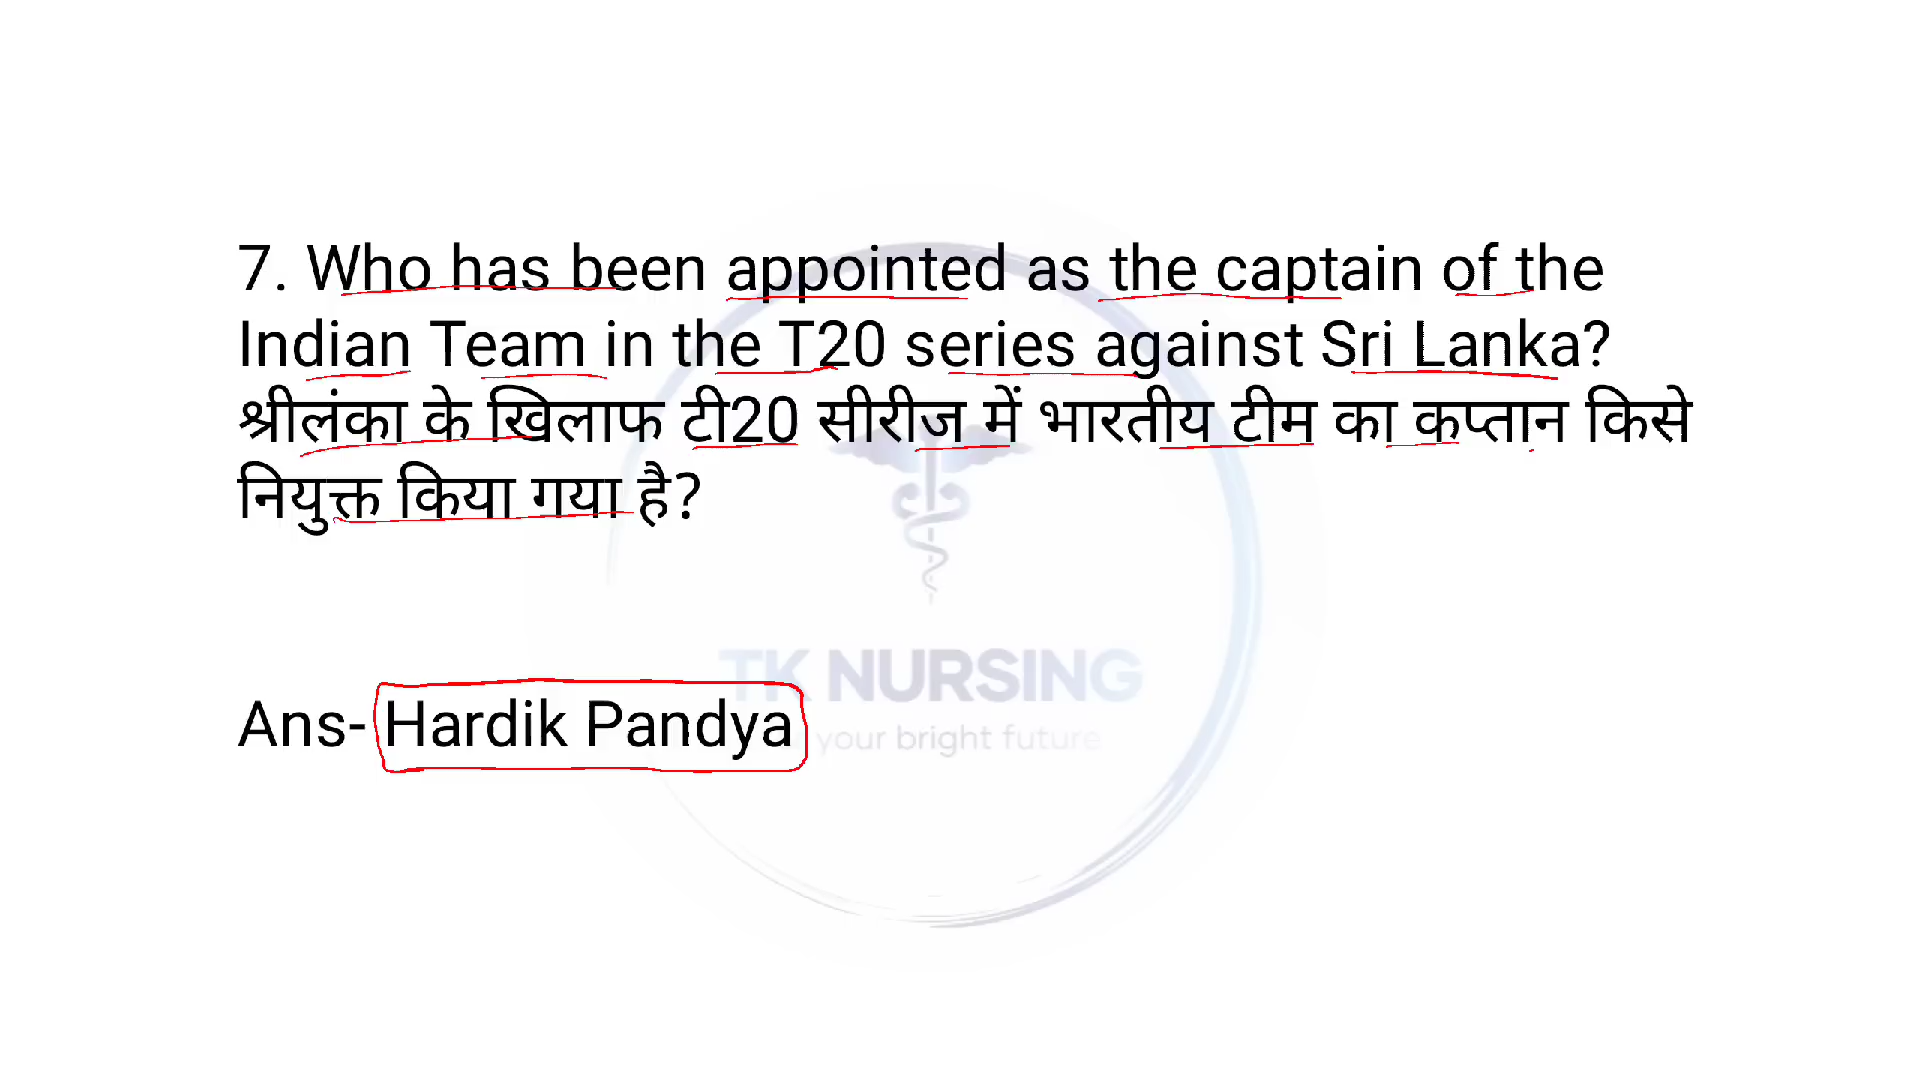 7. Who has been appointed as the captain of the
Indian Team in the T20 series against Sri Lanka?
श्रीलंका के खिलाफ टी20 सीरीज में भारतीय टीम का कप्तान किसे
नियुक्त किया गया है?
TK NURSING
Ans- Hardik Pandya
your bright future